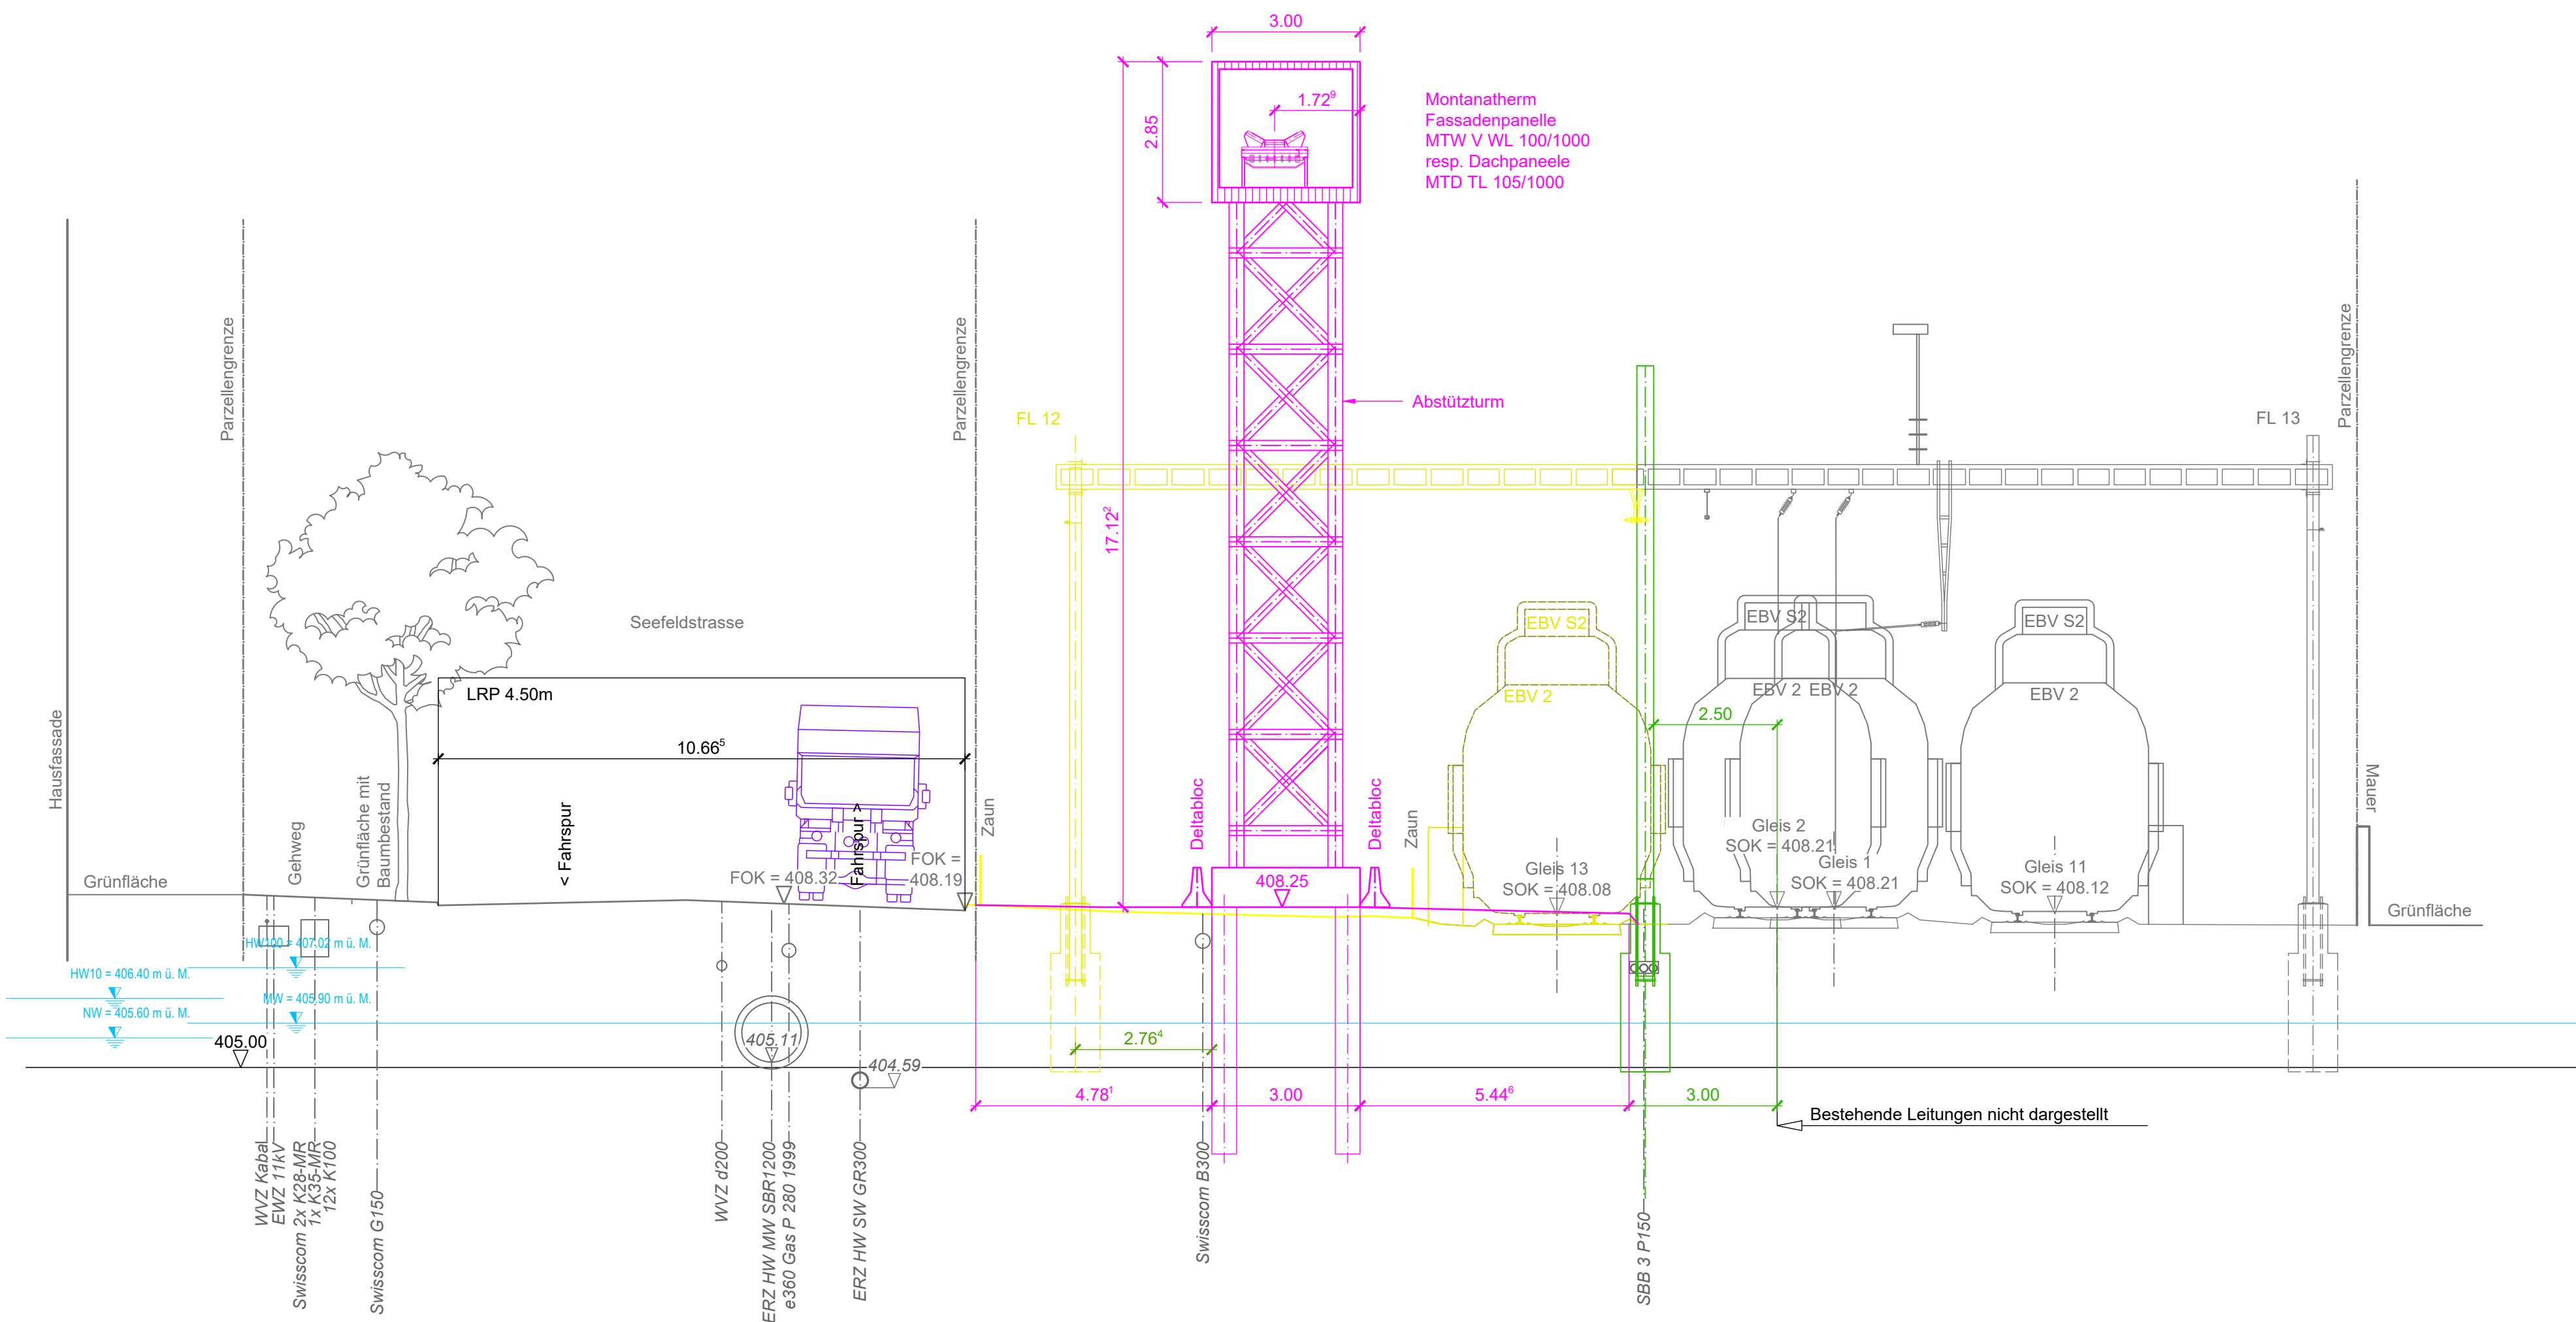 3.00
2.85
1.72⁹
Montanatherm
Fassadenpanelle
MTW V WL 100/1000
resp. Dachpaneele
MTD TL 105/1000
17.12²
Abstützturm
FL 12
FL 13
Hausfassade
Parzellengrenze
Parzellengrenze
Parzellengrenze
Seefeldstrasse
LRP 4.50m
10.66⁵
< Fahrspur
Fahrspur >
Grünfläche
Gehweg
Grünfläche mit
Baumbestand
FOK = 408.32
FOK =
408.19
Zaun
Deltabloc
408.25
Deltabloc
Zaun
EBV S2
EBV 2
Gleis 13
SOK = 408.08
2.50
EBV S2
EBV 2
EBV 2
Gleis 2
SOK = 408.21
Gleis 1
SOK = 408.21
EBV S2
EBV 2
Gleis 11
SOK = 408.12
Mauer
Grünfläche
HW100 = 407.02 m ü. M.
HW10 = 406.40 m ü. M.
MW = 405.90 m ü. M.
NW = 405.60 m ü. M.
405.00
405.11
404.59
2.76⁴
4.78¹
3.00
5.44⁶
3.00
Bestehende Leitungen nicht dargestellt
WVZ Kabal
EWZ 11kV
Swisscom 2x K28-MR
1x K35-MR
12x K100
Swisscom G150
WVZ d200
ERZ HW MW SBR1200
e360 Gas P 280 1999
ERZ HW SW GR300
Swisscom B300
SBB 3 P150